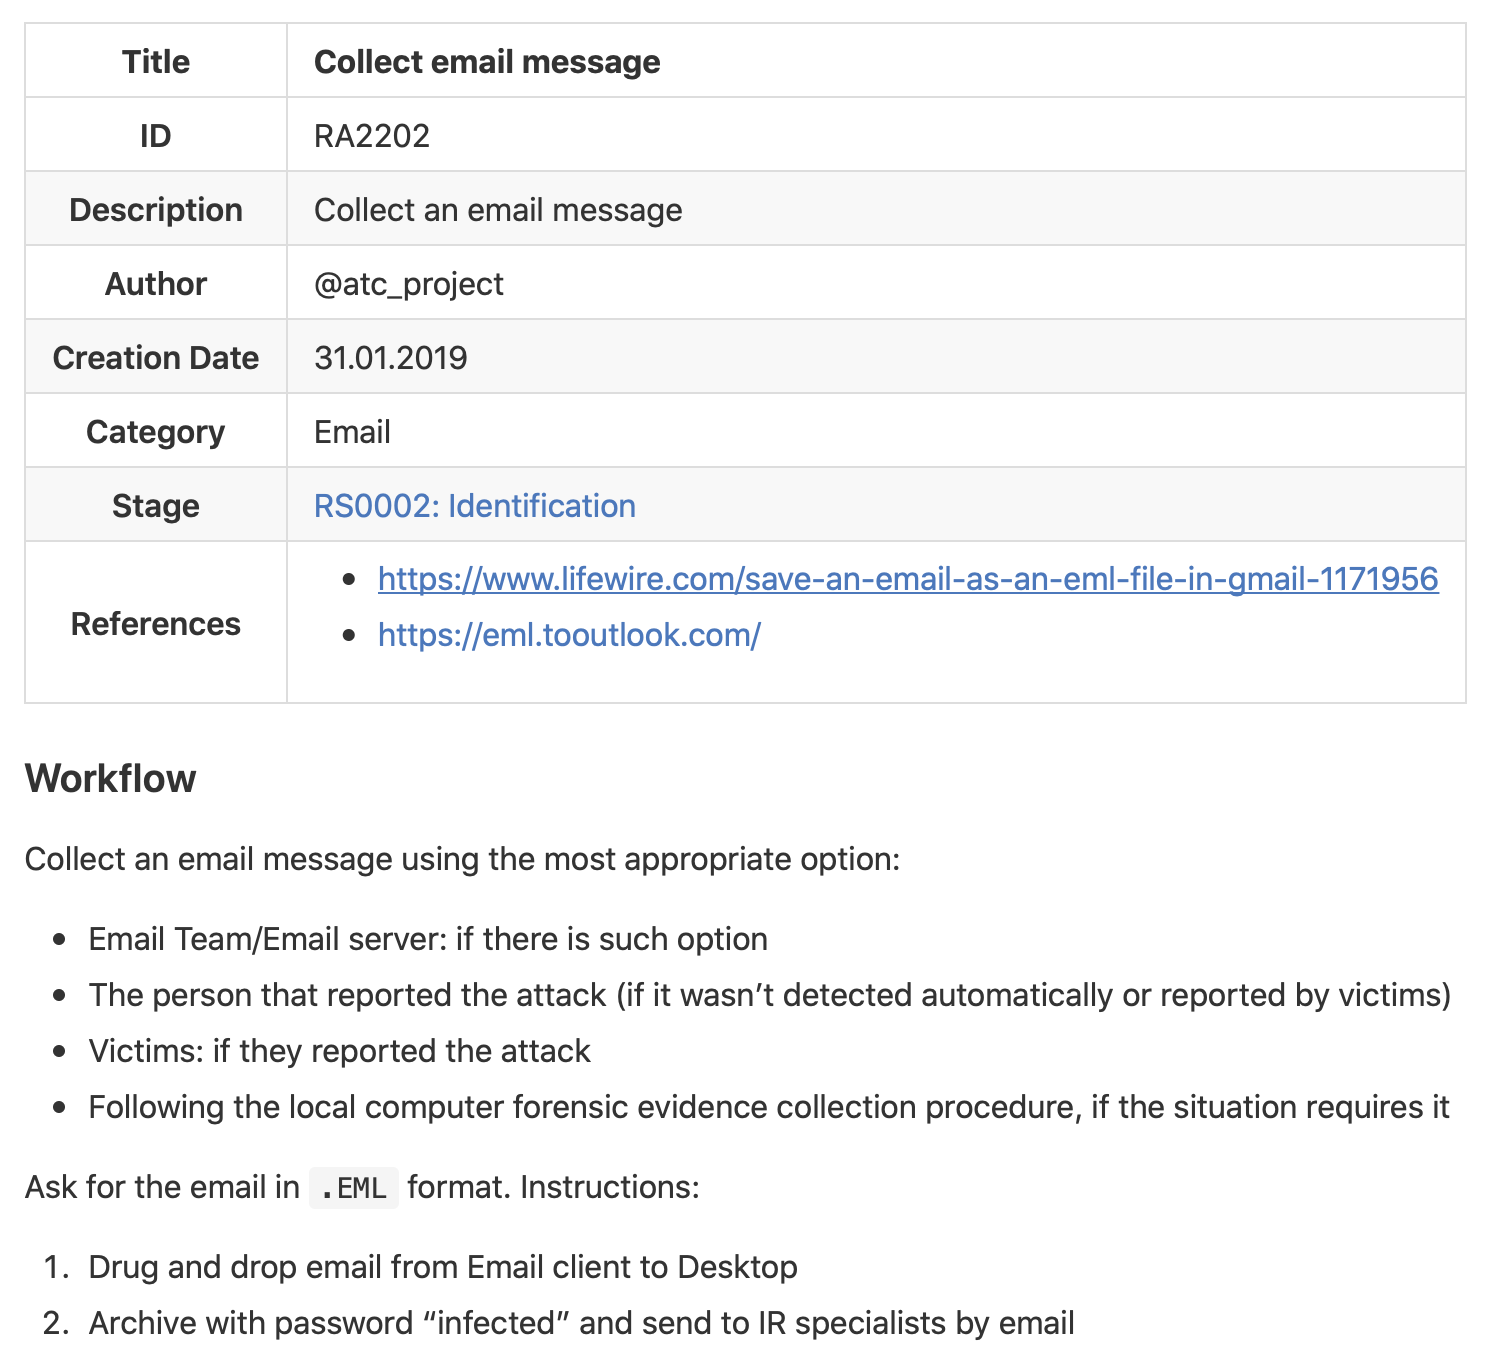 Title Collect email message
ID RA2202
Description Collect an email message
Author @atc_project
Creation Date 31.01.2019
Category Email
Stage RS0002: Identification
References
• https://www.lifewire.com/save-an-email-as-an-eml-file-in-gmail-1171956
• https://eml.tooutlook.com/
Workflow
Collect an email message using the most appropriate option:
• Email Team/Email server: if there is such option
• The person that reported the attack (if it wasn’t detected automatically or reported by victims)
• Victims: if they reported the attack
• Following the local computer forensic evidence collection procedure, if the situation requires it
Ask for the email in .EML format. Instructions:
1. Drug and drop email from Email client to Desktop
2. Archive with password “infected” and send to IR specialists by email